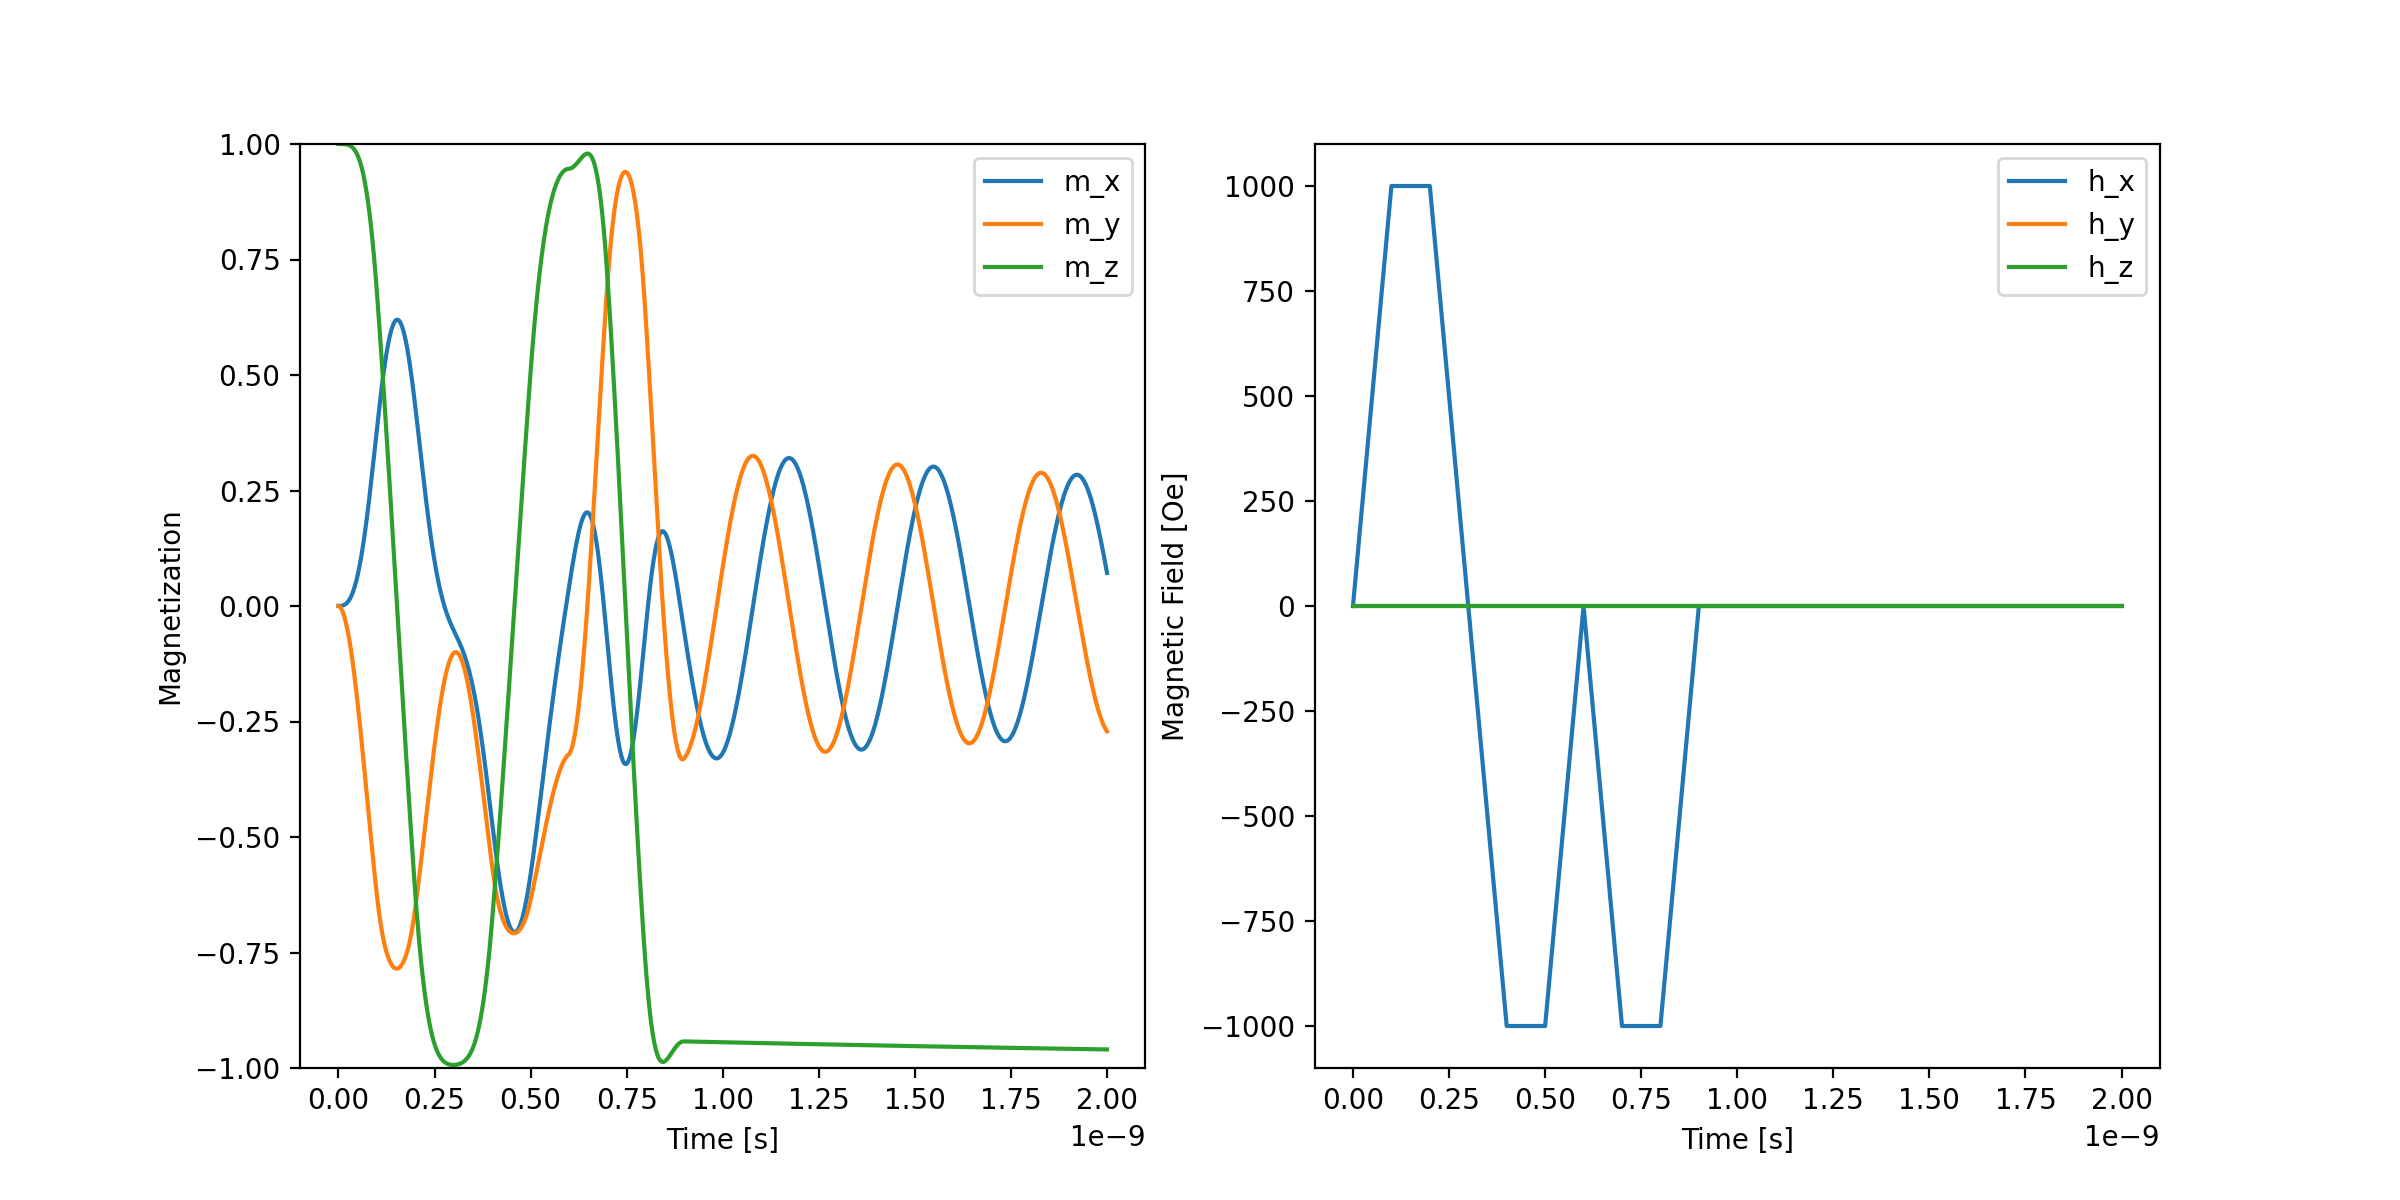 1.00
0.75
0.50
0.25
0.00
−0.25
−0.50
−0.75
−1.00
Magnetization
0.00 0.25 0.50 0.75 1.00 1.25 1.50 1.75 2.00
Time [s]
1e−9
m_x
m_y
m_z
1000
750
500
250
0
−250
−500
−750
−1000
Magnetic Field [Oe]
0.00 0.25 0.50 0.75 1.00 1.25 1.50 1.75 2.00
Time [s]
1e−9
h_x
h_y
h_z